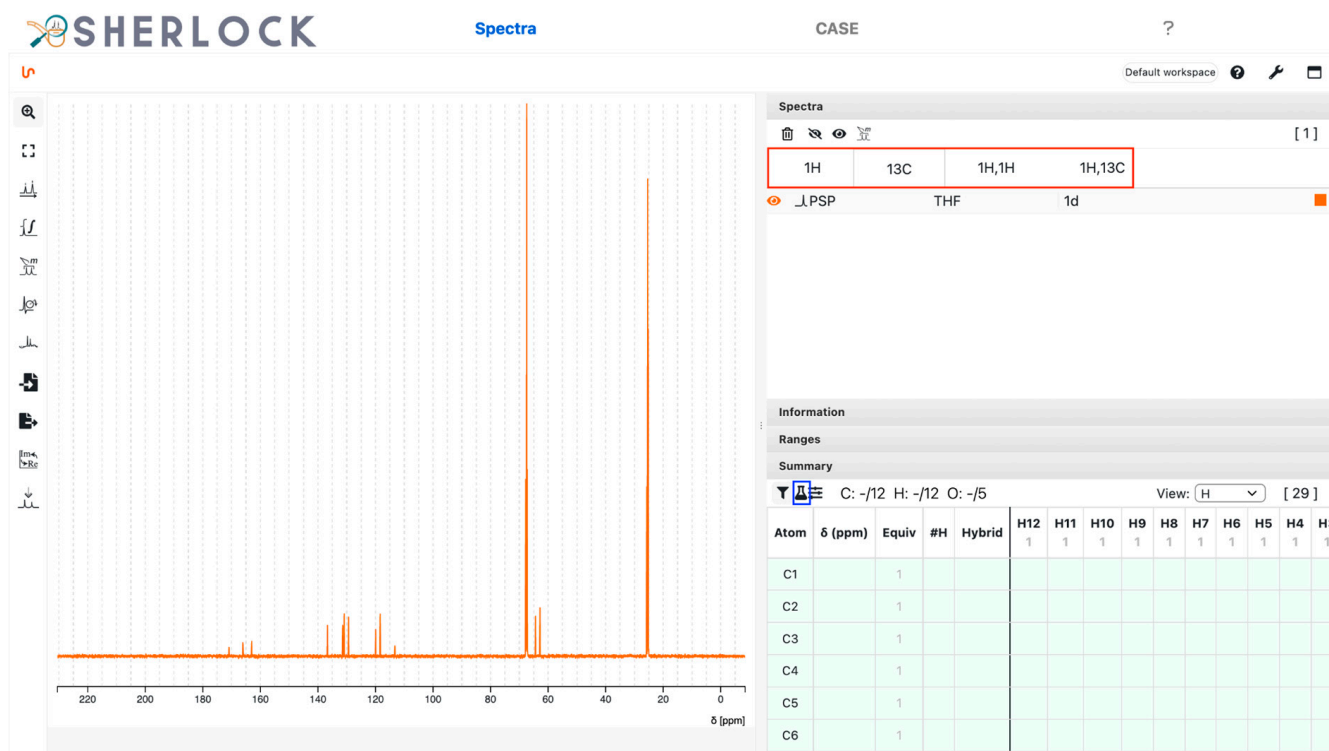 SHERLOCK
Spectra CASE ?
Default workspace
Spectra
[ 1 ]
1H 13C 1H,1H 1H,13C
PSP THF 1d
Information
Ranges
Summary
C: -/12 H: -/12 O: -/5 View: H [ 29 ]
Atom δ (ppm) Equiv #H Hybrid H12 H11 H10 H9 H8 H7 H6 H5 H4
1 1 1 1 1 1 1 1 1
C1 1
C2 1
C3 1
C4 1
C5 1
C6 1
220 200 180 160 140 120 100 80 60 40 20 0
δ [ppm]